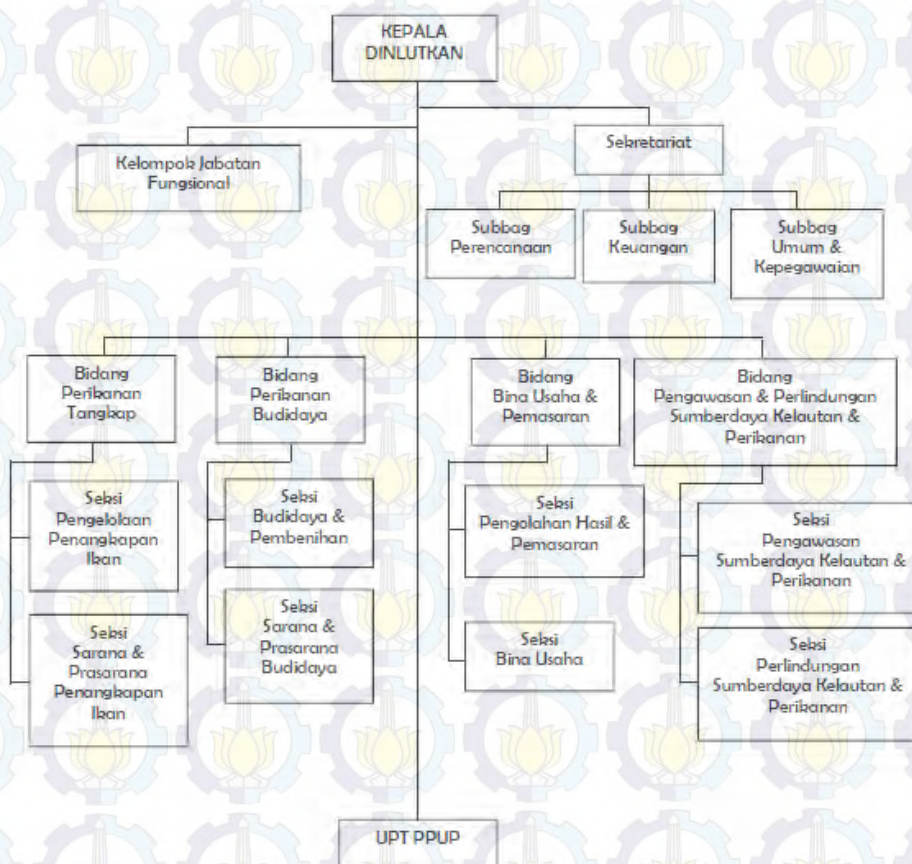 KEPALA
DINLUTKAN
Kelompok Jabatan
Fungsional
Sekretariat
Subbag
Perencanaan
Subbag
Keuangan
Subbag
Umum &
Kepegawaian
Bidang
Perikanan
Tangkap
Bidang
Perikanan
Budidaya
Bidang
Bina Usaha &
Pemasaran
Bidang
Pengawasan & Perlindungan
Sumberdaya Kelautan &
Perikanan
Seksi
Pengelolaan
Penangkapan
Ikan
Seksi
Budidaya &
Pembenihan
Seksi
Pengolahan Hasil &
Pemasaran
Seksi
Pengawasan
Sumberdaya Kelautan &
Perikanan
Seksi
Sarana &
Prasarana
Penangkapan
Ikan
Seksi
Sarana &
Prasarana
Budidaya
Seksi
Bina Usaha
Seksi
Perlindungan
Sumberdaya Kelautan &
Perikanan
UPT PPUP